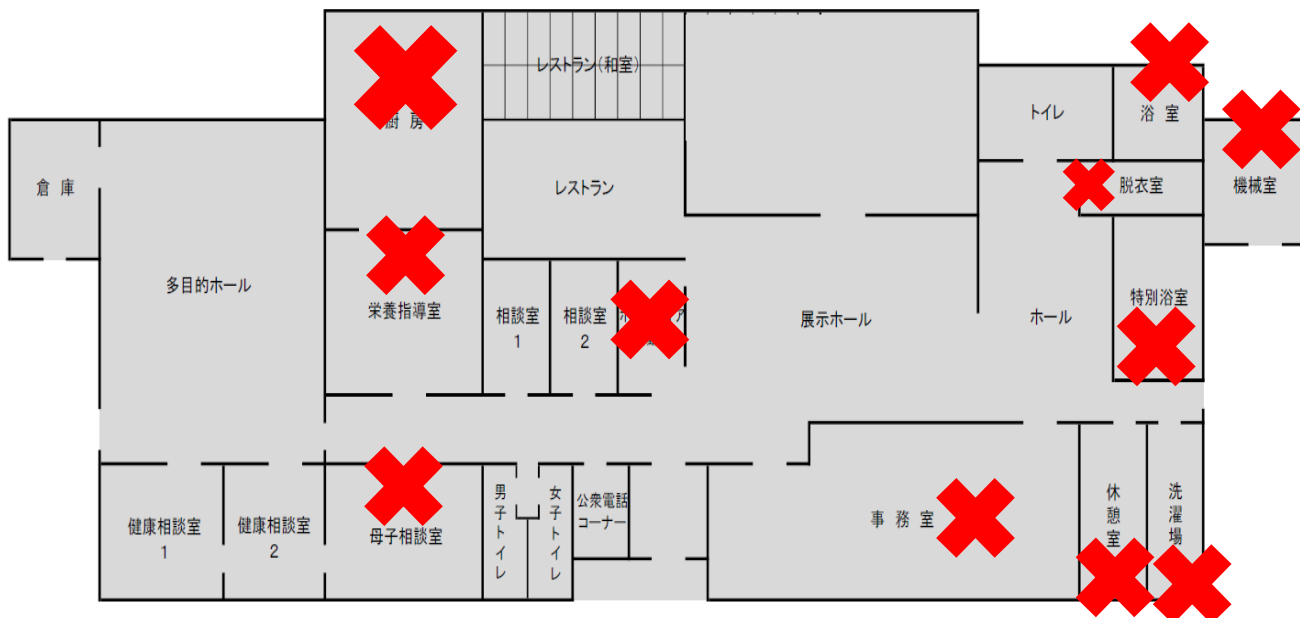 レストラン(和室)
厨 房
トイレ
浴 室
倉 庫
レストラン
脱衣室
機械室
多目的ホール
栄養指導室
相談室
1
相談室
2
展示ホール
ホール
特別浴室
健康相談室
1
健康相談室
2
母子相談室
男子トイレ
女子トイレ
公衆電話
コーナー
事 務 室
休憩室
洗濯場